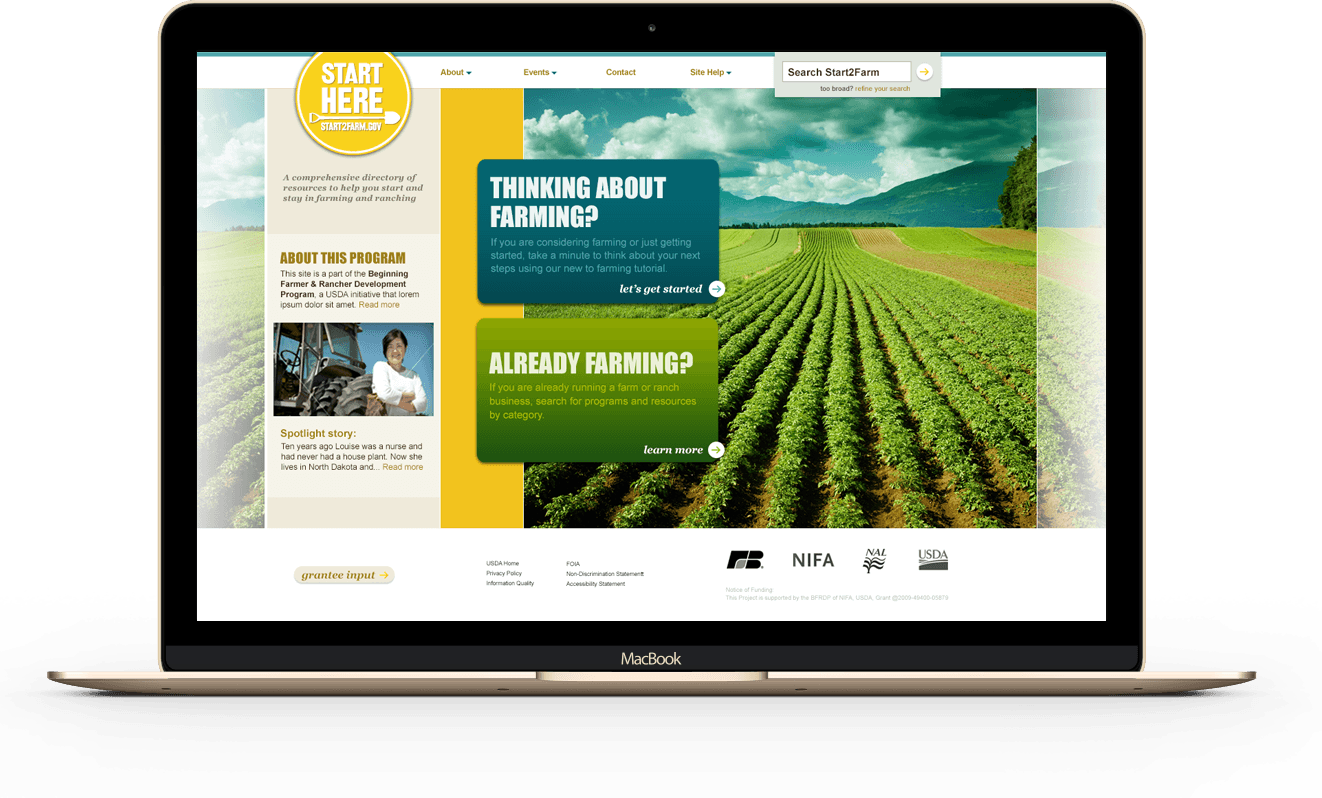 START
HERE
START2FARM.GOV
About
Events
Contact
Site Help
Search Start2Farm
too broad? refine your search
A comprehensive directory of
resources to help you start and
stay in farming and ranching
ABOUT THIS PROGRAM
This site is a part of the Beginning
Farmer & Rancher Development
Program, a USDA initiative that lorem
ipsum dolor sit amet. Read more
Spotlight story:
Ten years ago Louise was a nurse and
had never had a house plant. Now she
lives in North Dakota and... Read more
THINKING ABOUT
FARMING?
If you are considering farming or just getting
started, take a minute to think about your next
steps using our new to farming tutorial.
let's get started
ALREADY FARMING?
If you are already running a farm or ranch
business, search for programs and resources
by category.
learn more
grantee input
USDA Home
Privacy Policy
Information Quality
FOIA
Non-Discrimination Statement
Accessibility Statement
FB
NIFA
NAL
USDA
Notice of Funding
This Project is supported by the BFRDP of NIFA, USDA, Grant @2009-49400-05879
MacBook